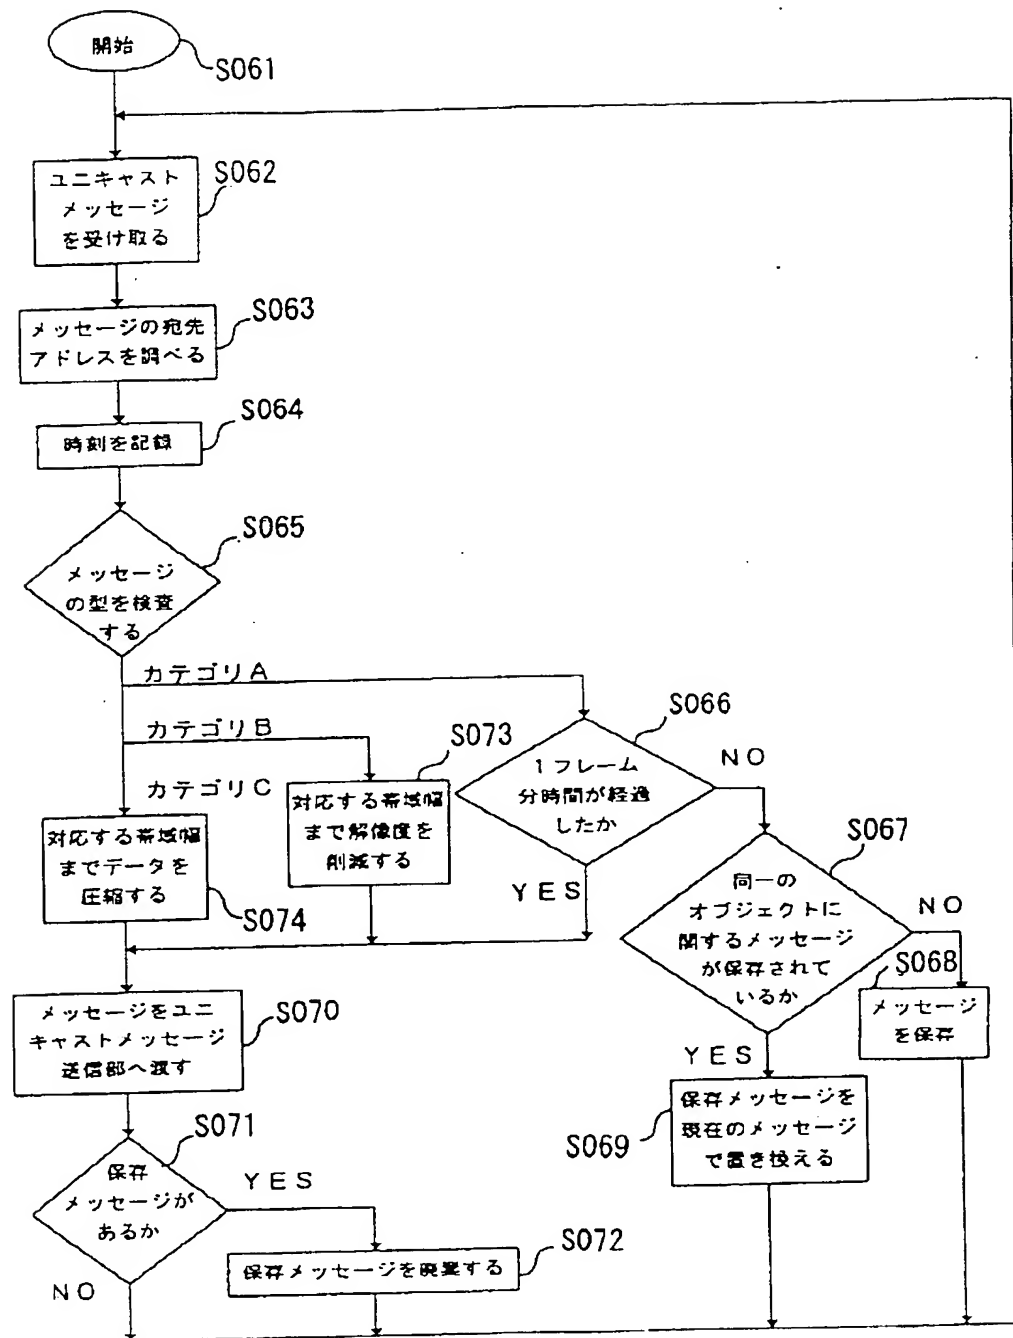 開始
S061
ユニキャスト
メッセージ
を受け取る
S062
メッセージの宛先
アドレスを調べる
S063
時刻を記録
S064
メッセージ
の型を検査
する
S065
カテゴリA
カテゴリB
カテゴリC
対応する帯域幅
までデータを
圧縮する
S074
対応する帯域幅
まで解像度を
削減する
S073
1フレーム
分時間が経過
したか
S066
NO
YES
同一の
オブジェクトに
関するメッセージ
が保存されて
いるか
S067
NO
YES
S068
メッセージ
を保存
保存メッセージを
現在のメッセージ
で置き換える
S069
メッセージをユニ
キャストメッセージ
送信部へ渡す
S070
保存
メッセージが
あるか
S071
YES
NO
保存メッセージを廃棄する
S072